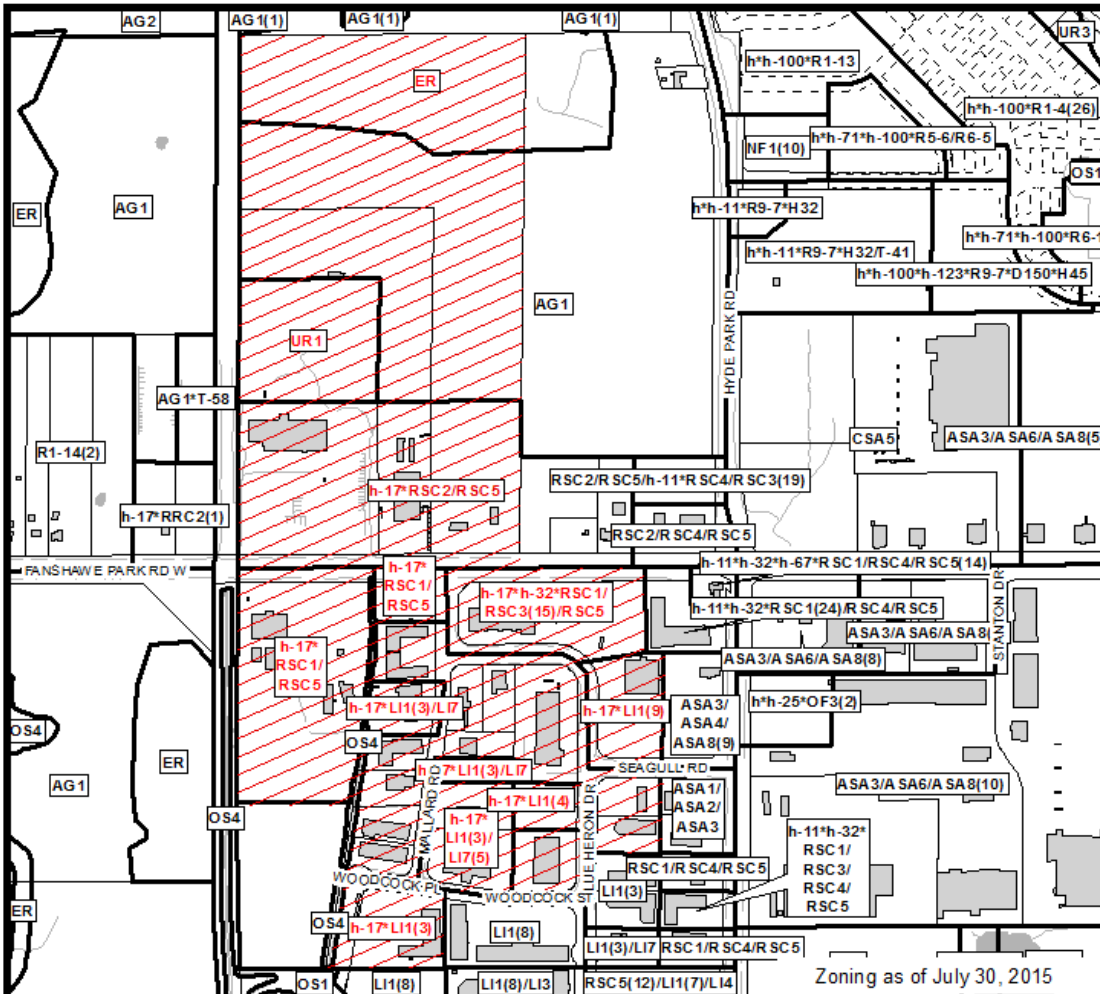 AG2
AG1(1)
AG1(1)
AG1(1)
UR3
ER
h*h-100*R1-13
h*h-100*R1-4(26)
h*h-71*h-100*R5-6/R6-5
NF1(10)
OS1
ER
AG1
h*h-11*R9-7*H32
h*h-71*h-100*R6-1
h*h-11*R9-7*H32/T-41
h*h-100*h-123*R9-7*D150*H45
AG1
HYDE PARK RD
UR1
AG1*T-58
R1-14(2)
CSA5
ASA3/ASA6/ASA8(5
RSC2/RSC5/h-11*RSC4/RSC3(19)
h-17*RSC2/RSC5
h-17*RRC2(1)
RSC2/RSC4/RSC5
FANSHAWE PARK RD W
h-17*
RSC1/
RSC5
h-11*h-32*h-67*RSC1/RSC4/RSC5(14)
h-17*h-32*RSC1/
RSC3(15)/RSC5
h-11*h-32*RSC1(24)/RSC4/RSC5
STANTON DR
ASA3/ASA6/ASA8(
h-17*
RSC1/
RSC5
ASA3/ASA6/ASA8(8)
h-17*LI1(3)/LI7
h-17*LI1(9)
ASA3/
ASA4/
ASA8(9)
h*h-25*OF3(2)
OS4
OS4
ER
AG1
h-17*LI1(3)/LI7
SEAGULL RD
ASA3/ASA6/ASA8(10)
MALLARD RD
h-17*LI1(4)
BLUE HERON DR
ASA1/
ASA2/
ASA3
OS4
h-17*
LI1(3)/
LI7(5)
h-11*h-32*
RSC1/
RSC3/
RSC4/
RSC5
RSC1/RSC4/RSC5
WOODCOCK PL
WOODCOCK ST
LI1(3)
ER
OS4
h-17*LI1(3)
LI1(8)
LI1(3)/LI7
RSC1/RSC4/RSC5
OS1
LI1(8)
LI1(8)/LI3
RSC5(12)/LI1(7)/LI4
Zoning as of July 30, 2015